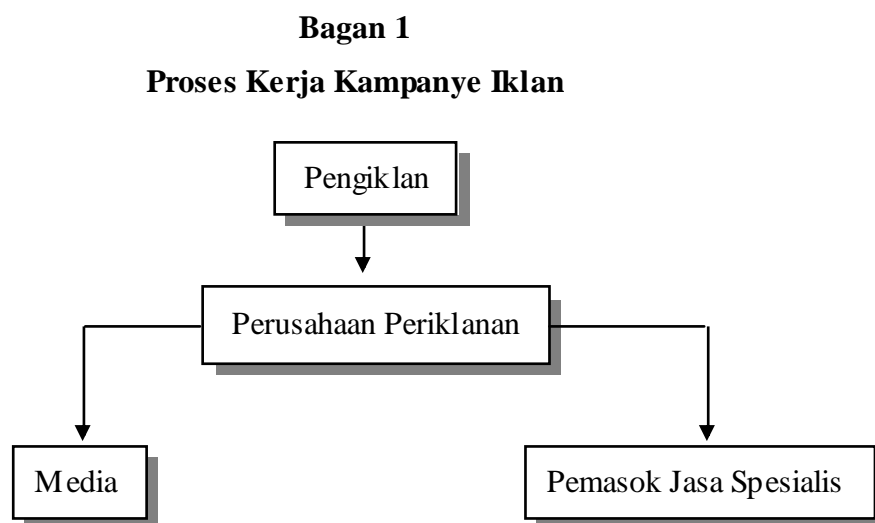 Bagan 1
Proses Kerja Kampanye Iklan
Pengiklan
Perusahaan Periklanan
Media
Pemasok Jasa Spesialis